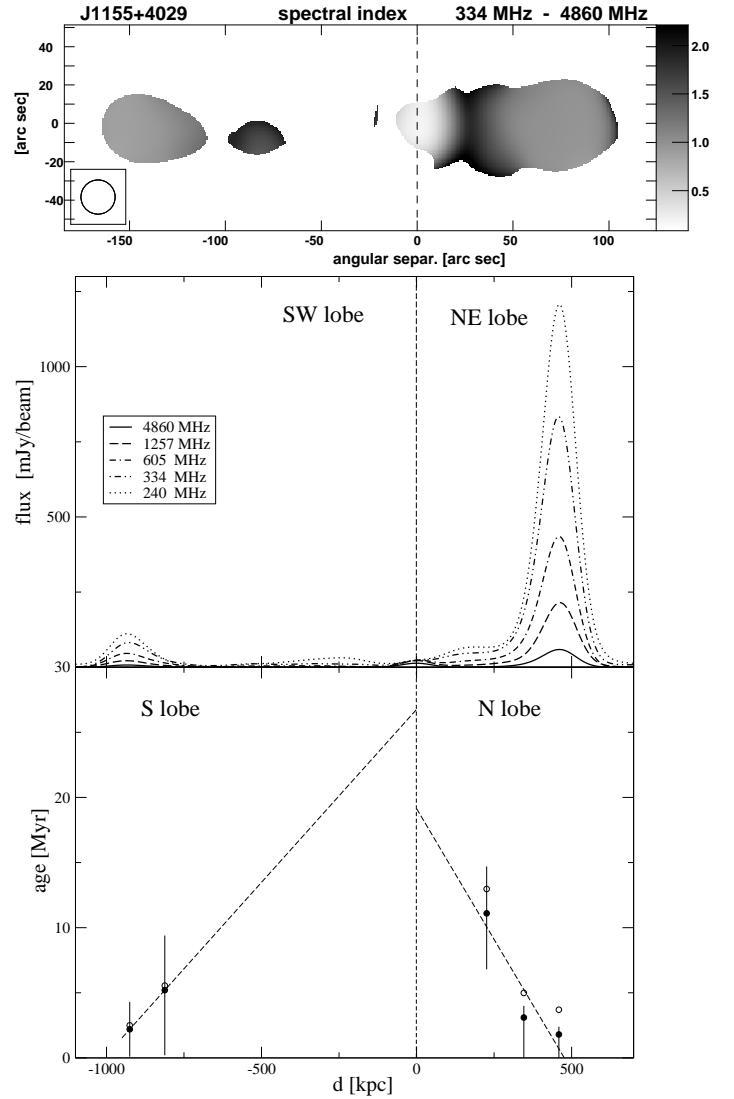 J1155+4029 spectral index 334 MHz - 4860 MHz
40
20
0
-20
-40
[arc sec]
2.0
1.5
1.0
0.5
-150 -100 -50 0 50 100
angular separ. [arc sec]
SW lobe NE lobe
1000
500
30
flux [mJy/beam]
4860 MHz
1257 MHz
605 MHz
334 MHz
240 MHz
S lobe N lobe
20
10
0
age [Myr]
-1000 -500 0 500
d [kpc]